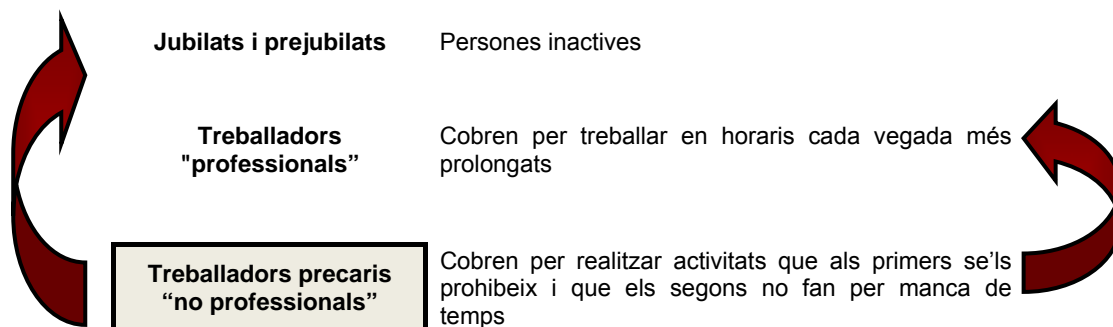 Jubilats i prejubilats
Persones inactives
Treballadors
"professionals”
Cobren per treballar en horaris cada vegada més
prolongats
Treballadors precaris
“no professionals”
Cobren per realitzar activitats que als primers se’ls
prohibeix i que els segons no fan per manca de
temps